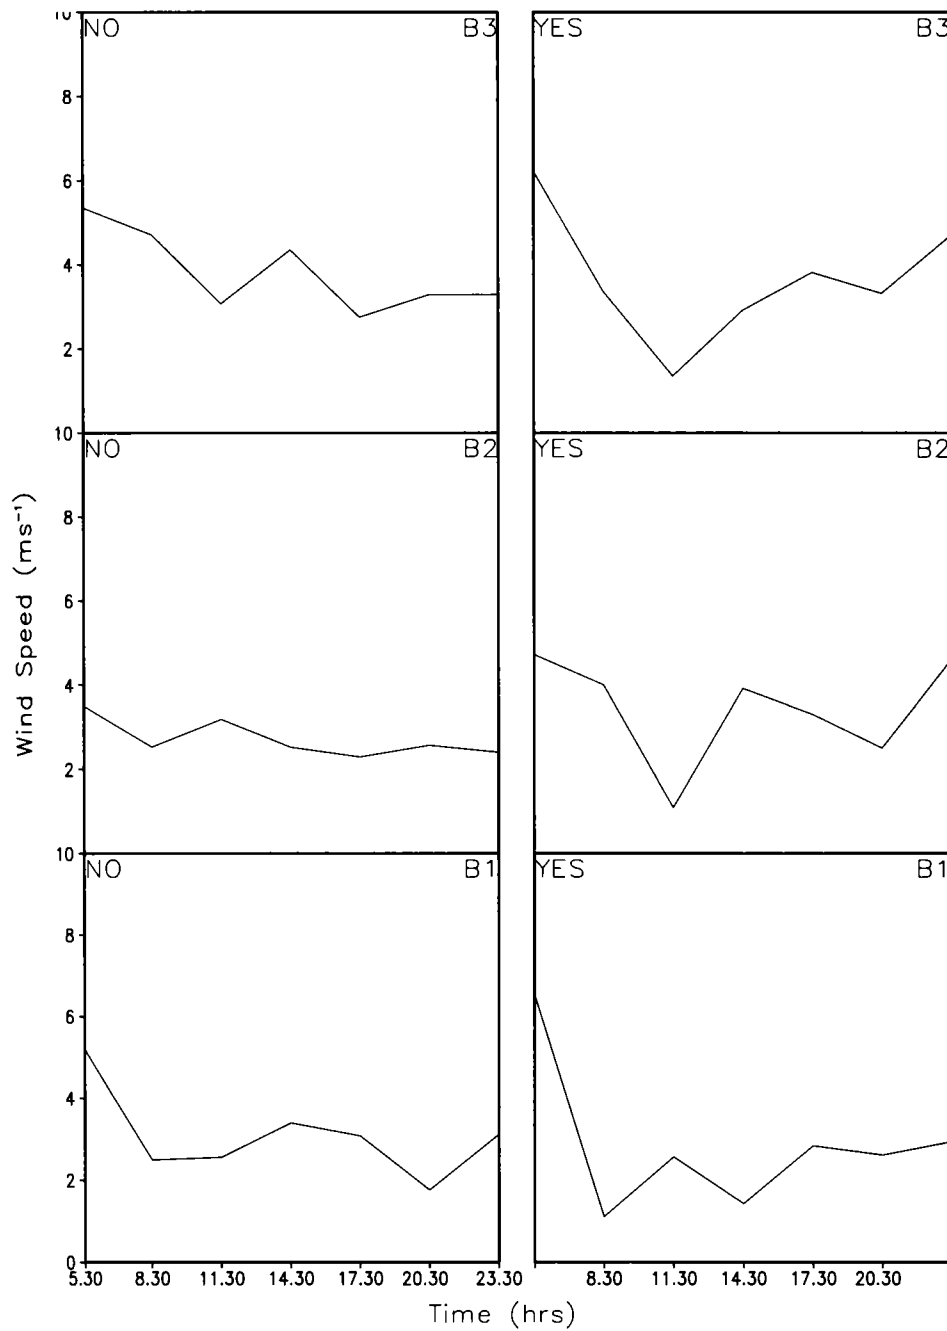 10
NO B3 YES B3
8
6
4
2
10
NO B2 YES B2
8
6
4
2
10
NO B1 YES B1
8
6
4
2
0
5.30 8.30 11.30 14.30 17.30 20.30 23.30 8.30 11.30 14.30 17.30 20.30
Wind Speed (ms⁻¹)
Time (hrs)